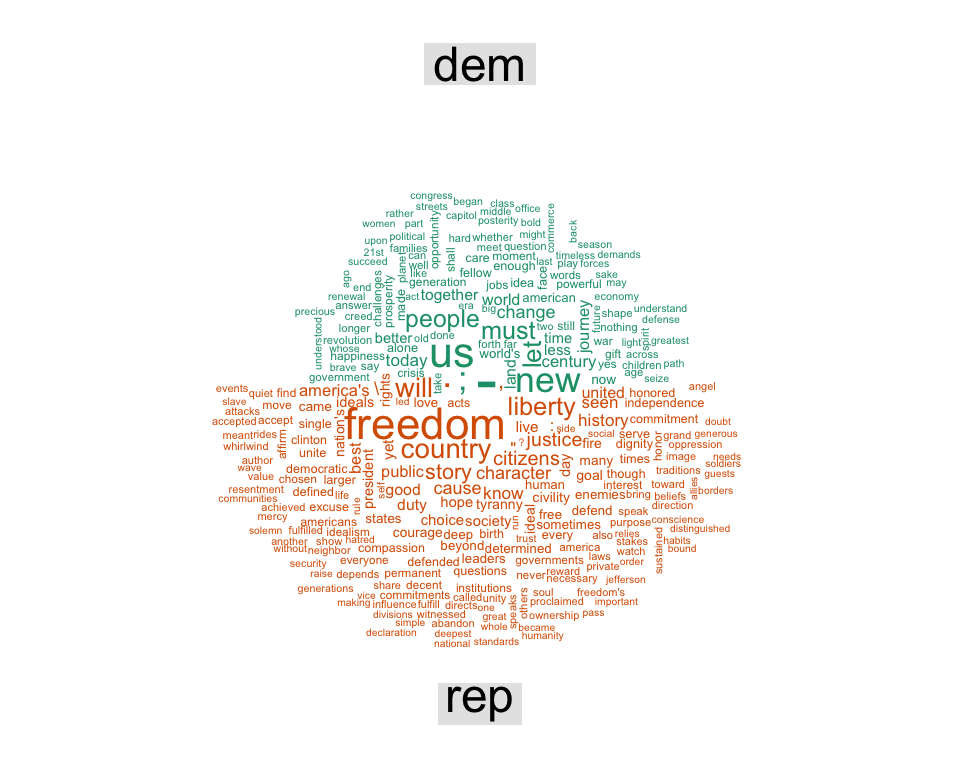 dem
congress
streets began class
rather capitol middle office
women part opportunity posterity bold commerce
upon political hard whether might back
21st families shall meet question season
succeed planet can care moment last timeless demands
ago well fellow enough face play forces
like generation jobs idea words sake
end challenges prosperity made powerful may
renewal act together era world american economy
answer big change journey future shape understand
precious creed people must nothing defense
longer two still spirit
understood revolution better old done left time war light greatest
whose alone us forth far less gift across
happiness today world's century yes children path
brave say crisis land age
government take new now seize
will · ; - ,
events quiet find america's \ rights united honored angel
slave ideals led love acts liberty seen independence
attacks move came nation's freedom history commitment doubt
accepted accept single live : side social serve grand generous
meant rides affirm clinton yet country " ? justice fire dignity honor oppression
whirlwind unite best citizens day many times image needs
wave democratic president public story character goal though traditions soldiers
value chosen larger self guests
author
resentment defined life good cause know human interest toward allies borders
communities rule civility enemies bring beliefs
achieved excuse duty hope tyranny ideal direction
mercy americans states choice society run free defend speak conscience
solemn fulfilled idealism courage deep birth sometimes purpose distinguished
another show hatred trust every also relies habits
without neighbor compassion beyond determined america stakes sustained bound
security everyone defended leaders governments laws watch
raise depends permanent questions never reward private order
generations share decent institutions necessary jefferson
vice commitments called unity soul freedom's
making influence fulfill directs one speaks others proclaimed important
divisions witnessed great ownership pass
simple abandon whole became
declaration deepest humanity
national standards
rep